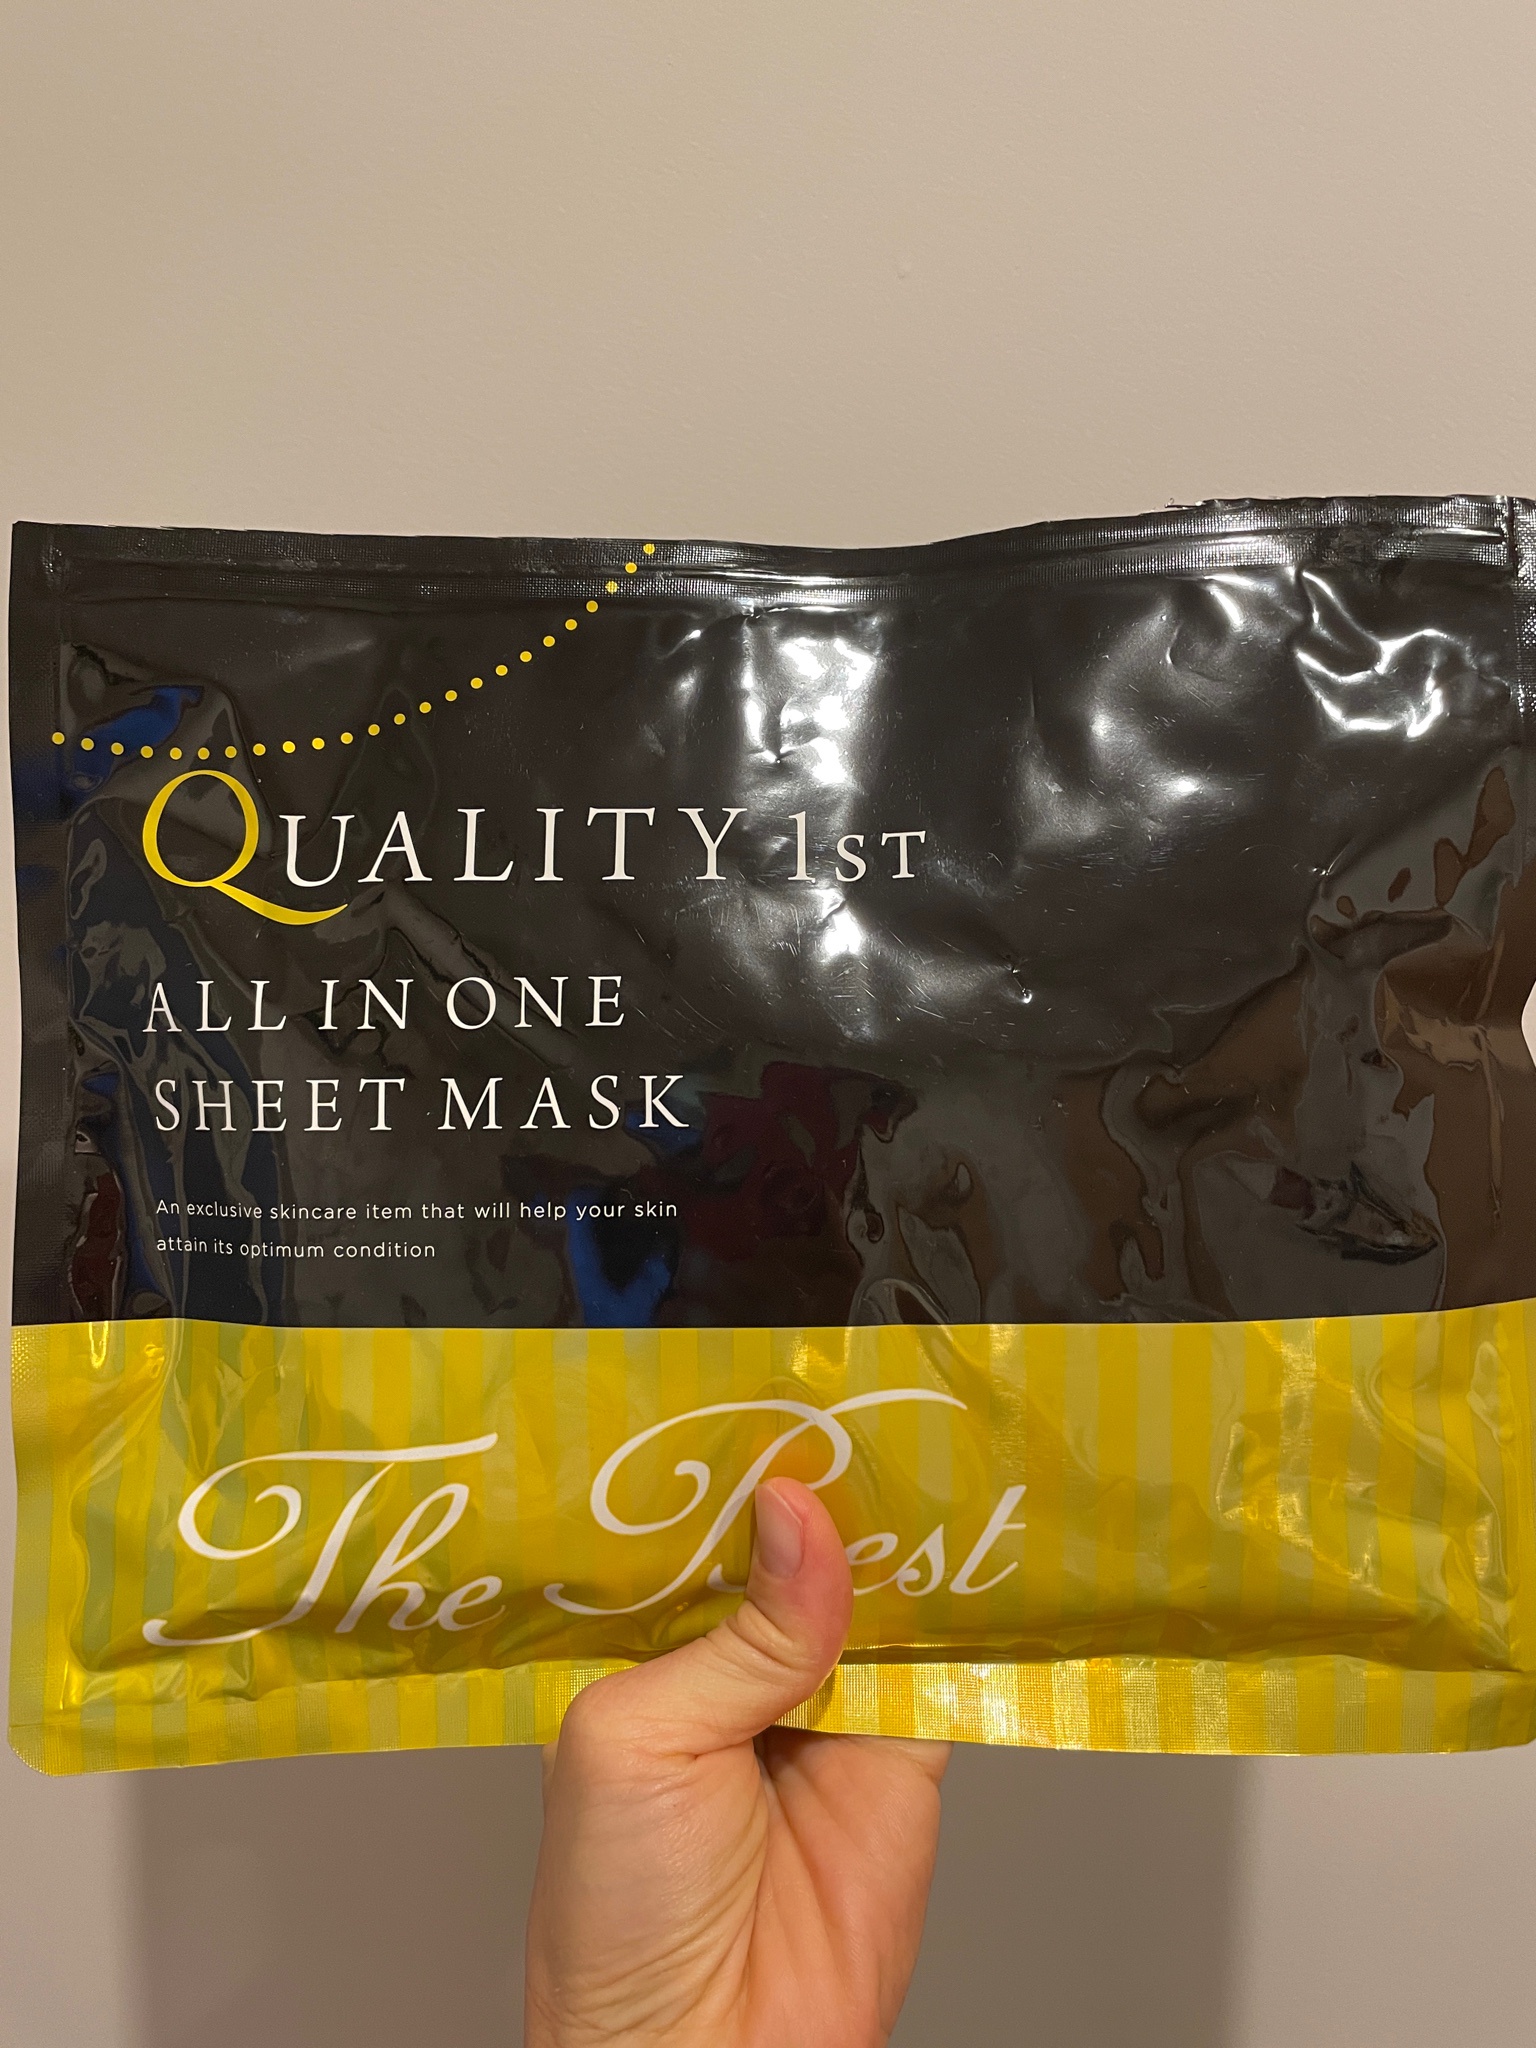 QUALITY 1ST
ALL IN ONE
SHEET MASK
An exclusive skincare item that will help your skin
attain its optimum condition
The Best